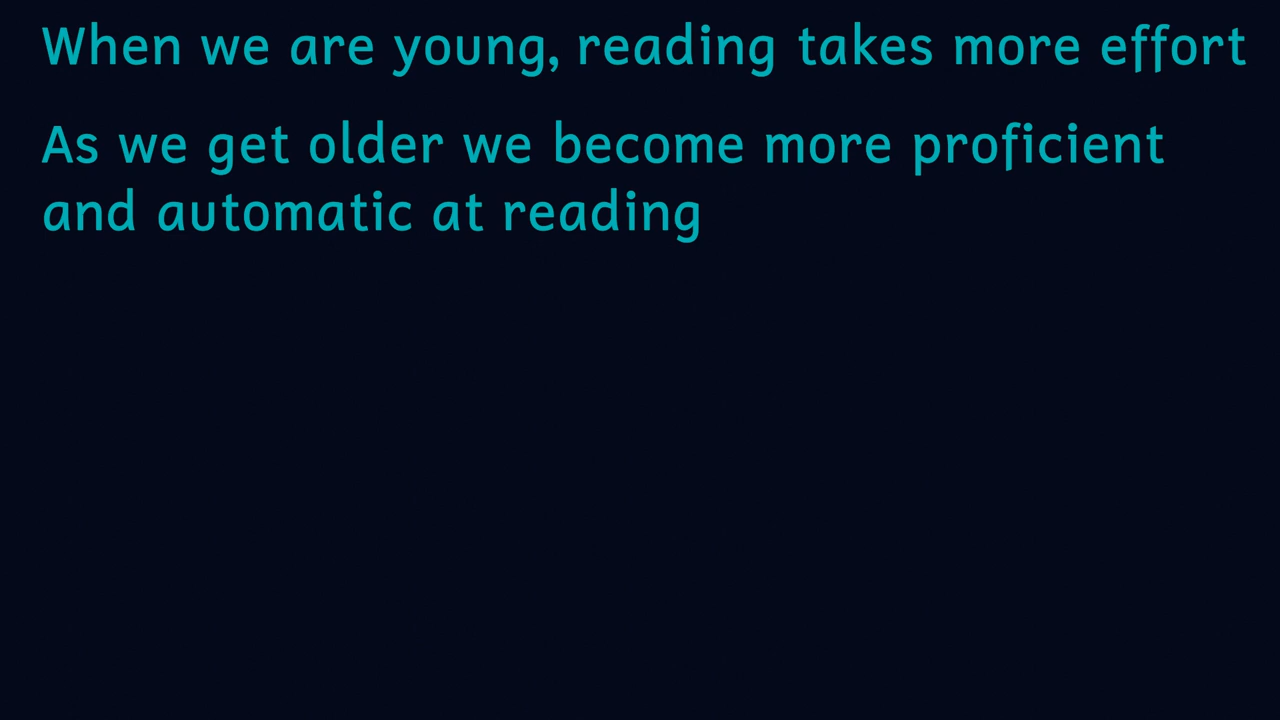 When we are young, reading takes more effort
As we get older we become more proficient
and automatic at reading